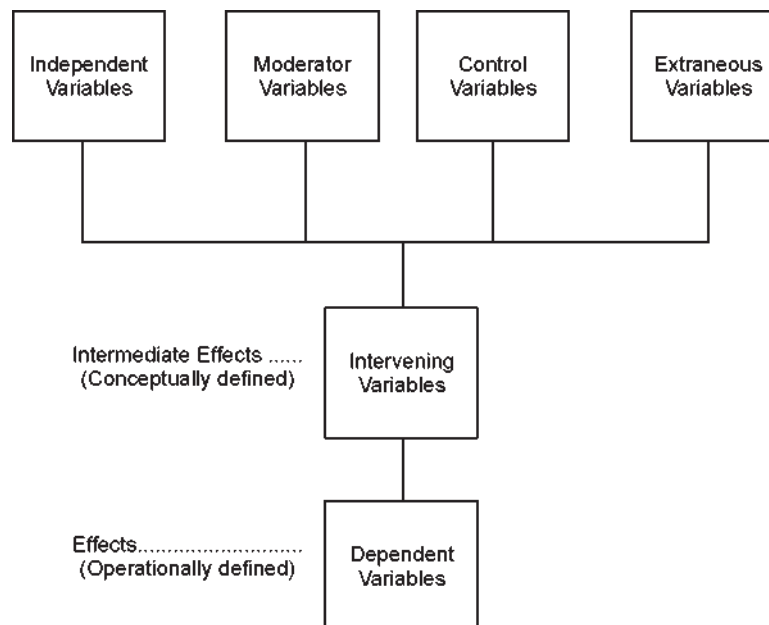 Independent
Variables
Moderator
Variables
Control
Variables
Extraneous
Variables
Intermediate Effects ......
(Conceptually defined)
Intervening
Variables
Effects............................
(Operationally defined)
Dependent
Variables